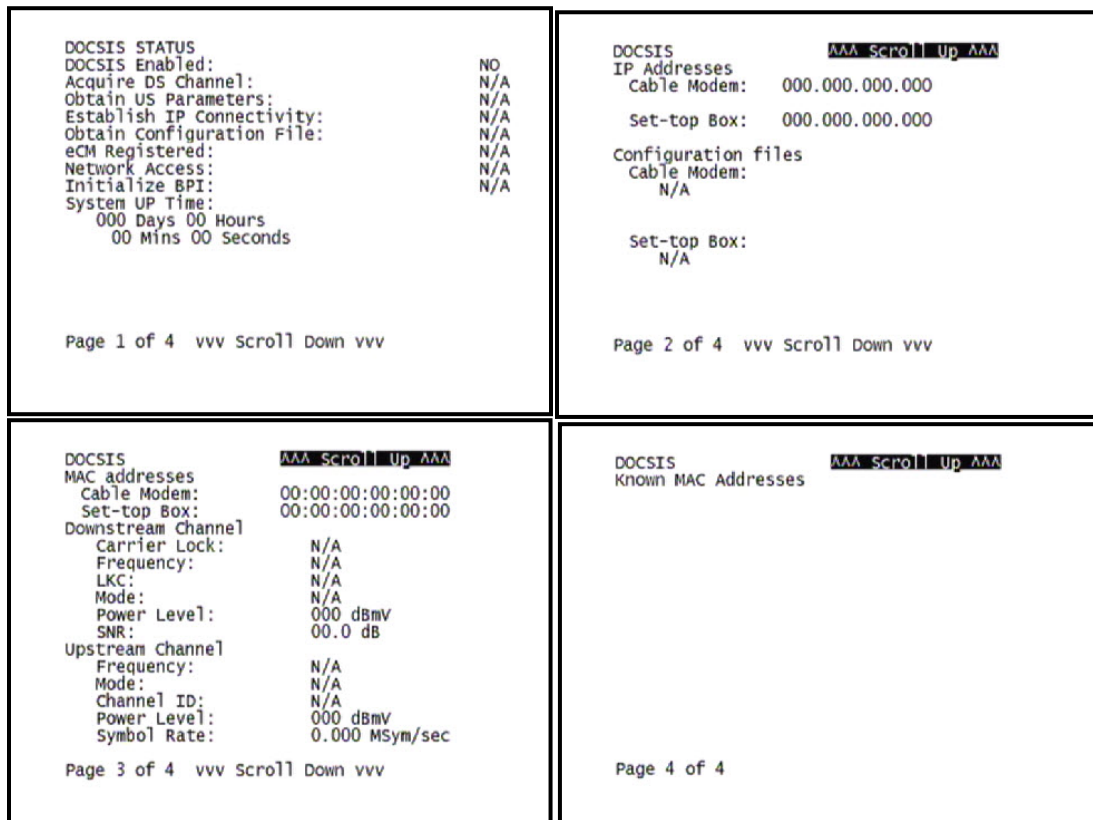 DOCSIS STATUS
DOCSIS Enabled: NO
Acquire DS Channel: N/A
Obtain US Parameters: N/A
Establish IP Connectivity: N/A
Obtain Configuration File: N/A
eCM Registered: N/A
Network Access: N/A
Initialize BPI: N/A
System UP Time:
000 Days 00 Hours
00 Mins 00 Seconds
Page 1 of 4 vvv Scroll Down vvv
DOCSIS ^^^ Scroll Up ^^^
IP Addresses
Cable Modem: 000.000.000.000
Set-top Box: 000.000.000.000
Configuration files
Cable Modem:
N/A
Set-top Box:
N/A
Page 2 of 4 vvv Scroll Down vvv
DOCSIS ^^^ Scroll Up ^^^
MAC addresses
Cable Modem: 00:00:00:00:00:00
Set-top Box: 00:00:00:00:00:00
Downstream Channel
Carrier Lock: N/A
Frequency: N/A
LKC: N/A
Mode: N/A
Power Level: 000 dBmV
SNR: 00.0 dB
Upstream Channel
Frequency: N/A
Mode: N/A
Channel ID: N/A
Power Level: 000 dBmV
Symbol Rate: 0.000 MSym/sec
Page 3 of 4 vvv Scroll Down vvv
DOCSIS ^^^ Scroll Up ^^^
Known MAC Addresses
Page 4 of 4